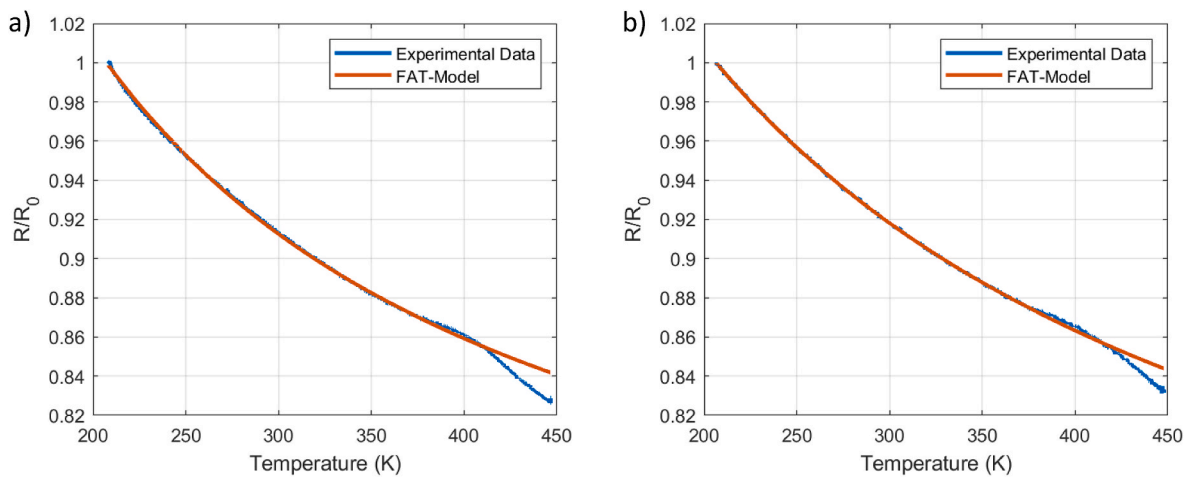 a)
1.02
1
0.98
0.96
0.94
0.92
0.9
0.88
0.86
0.84
0.82
R/R0
Experimental Data
FAT-Model
200 250 300 350 400 450
Temperature (K)
b)
1.02
1
0.98
0.96
0.94
0.92
0.9
0.88
0.86
0.84
0.82
R/R0
Experimental Data
FAT-Model
200 250 300 350 400 450
Temperature (K)